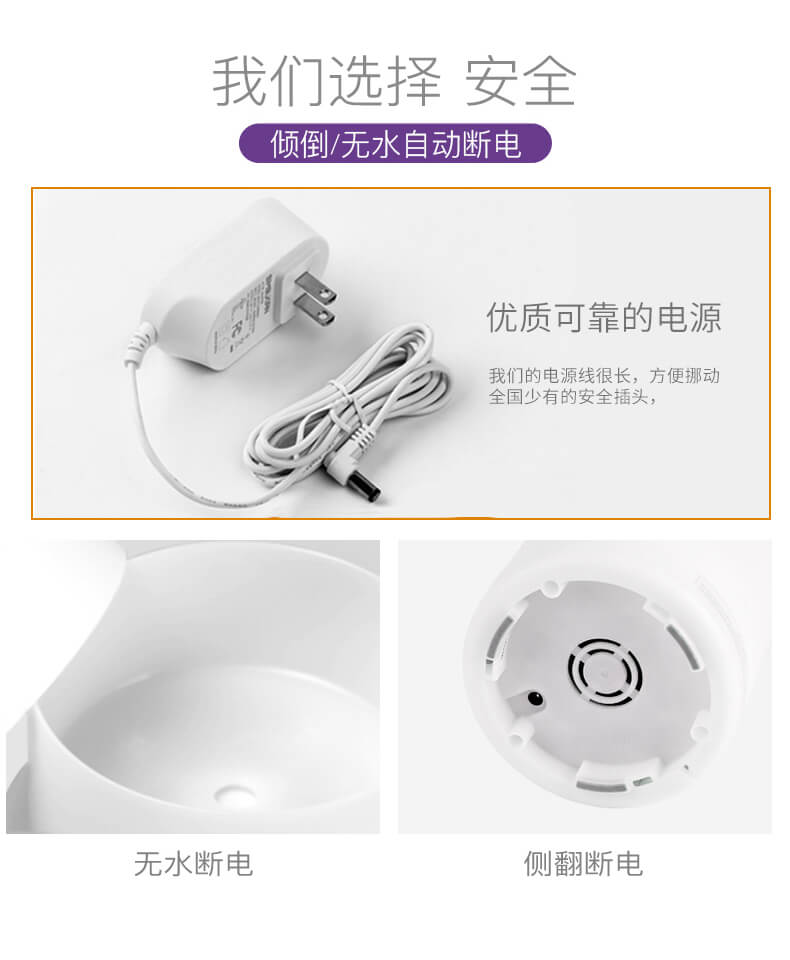 我们选择 安全
倾倒/无水自动断电
优质可靠的电源
我们的电源线很长，方便挪动
全国少有的安全插头，
无水断电
侧翻断电